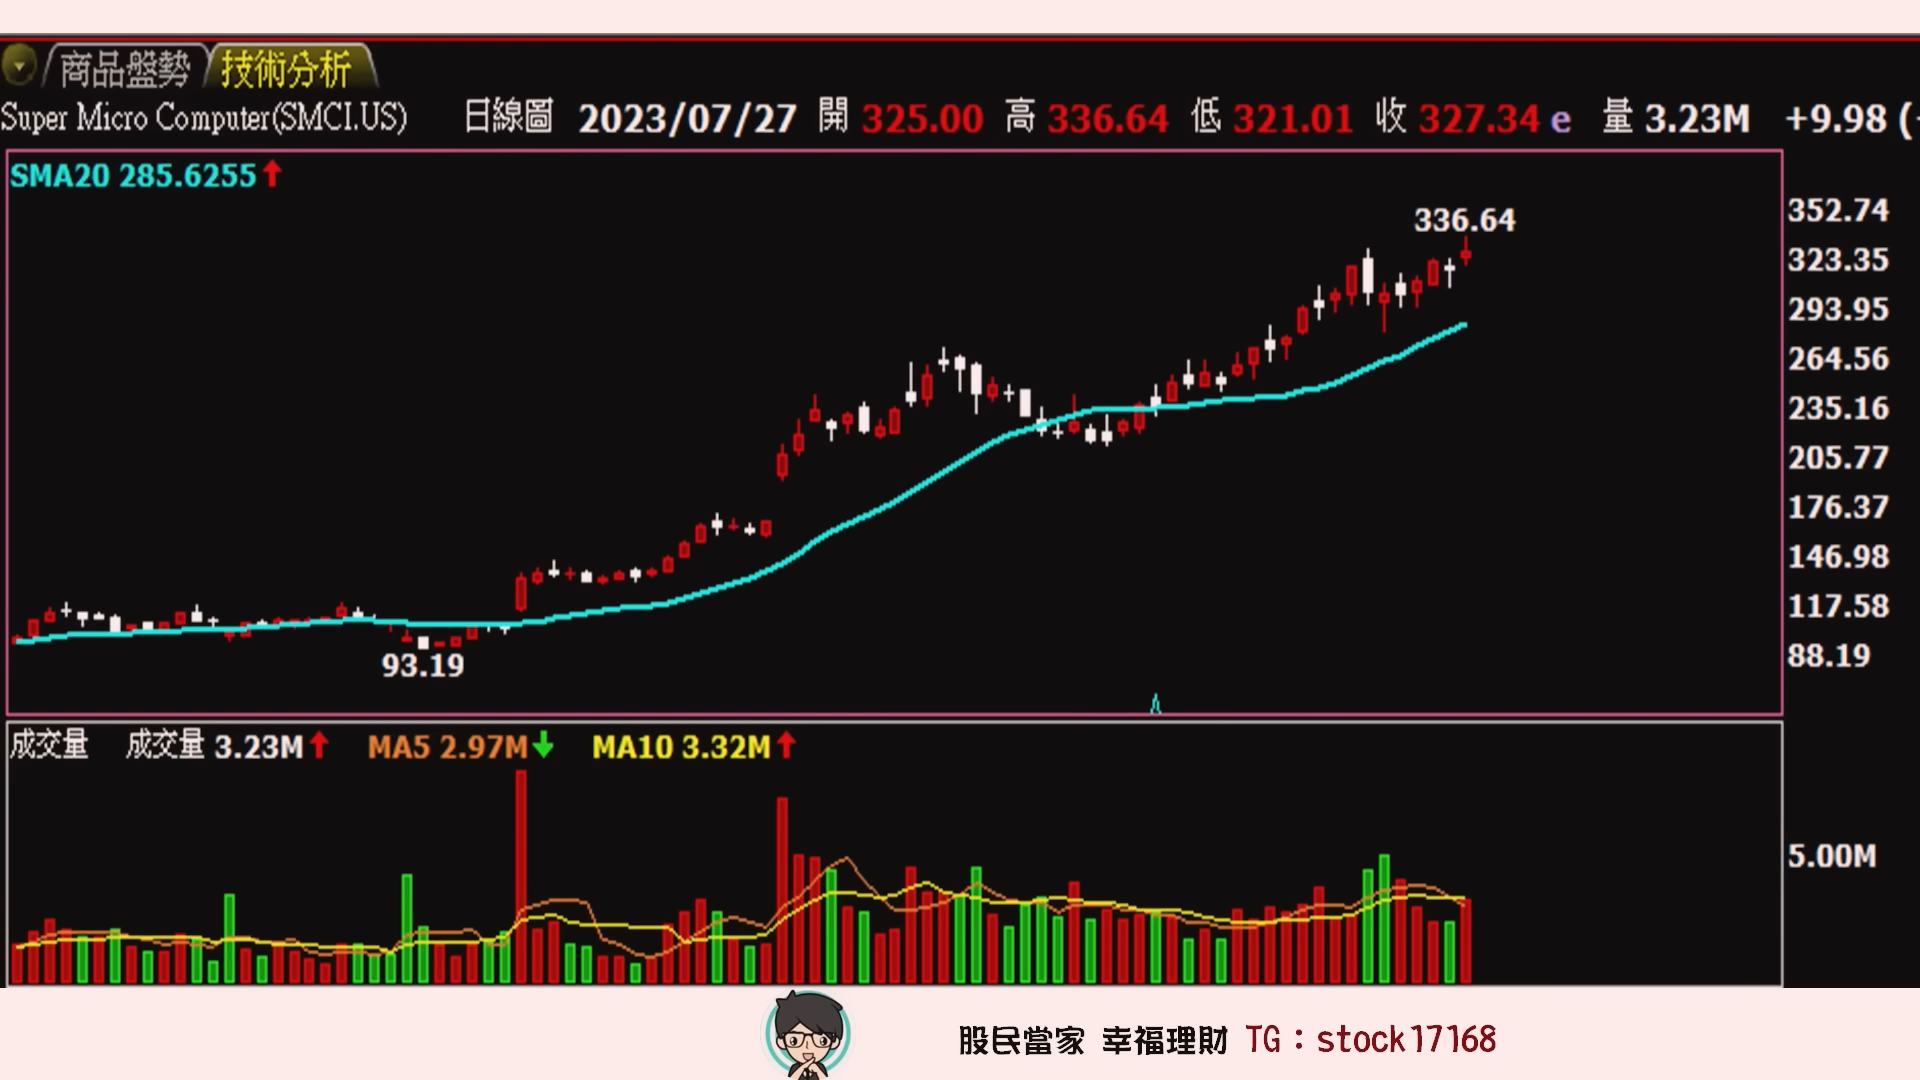 商品盤勢 技術分析
Super Micro Computer(SMCI.US) 日線圖 2023/07/27 開 325.00 高 336.64 低 321.01 收 327.34 e 量 3.23M +9.98 (
SMA20 285.6255
336.64
93.19
352.74
323.35
293.95
264.56
235.16
205.77
176.37
146.98
117.58
88.19
成交量 成交量 3.23M MA5 2.97M MA10 3.32M
5.00M
股民當家 幸福理財 TG：stock17168